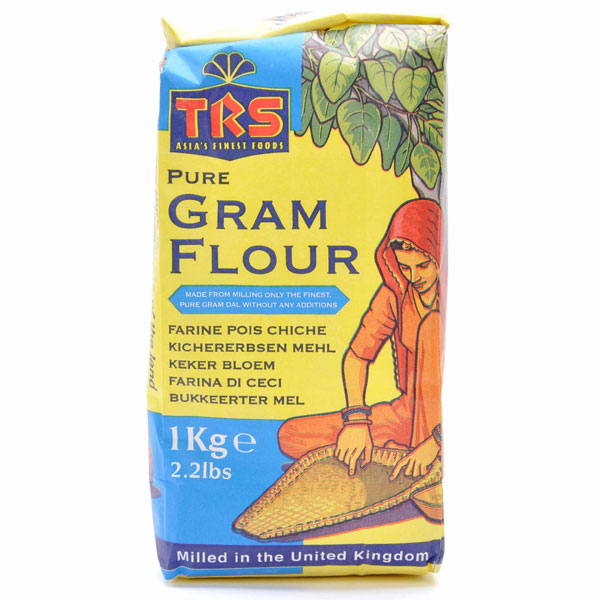 TRS
ASIA'S FINEST FOODS
PURE
GRAM
FLOUR
MADE FROM MILLING ONLY THE FINEST,
PURE GRAM DAL WITHOUT ANY ADDITIONS
FARINE POIS CHICHE
KICHERERBSEN MEHL
KEKER BLOEM
FARINA DI CECI
BUKKEERTER MEL
1Kg e
2.2lbs
Milled in the United Kingdom
the land